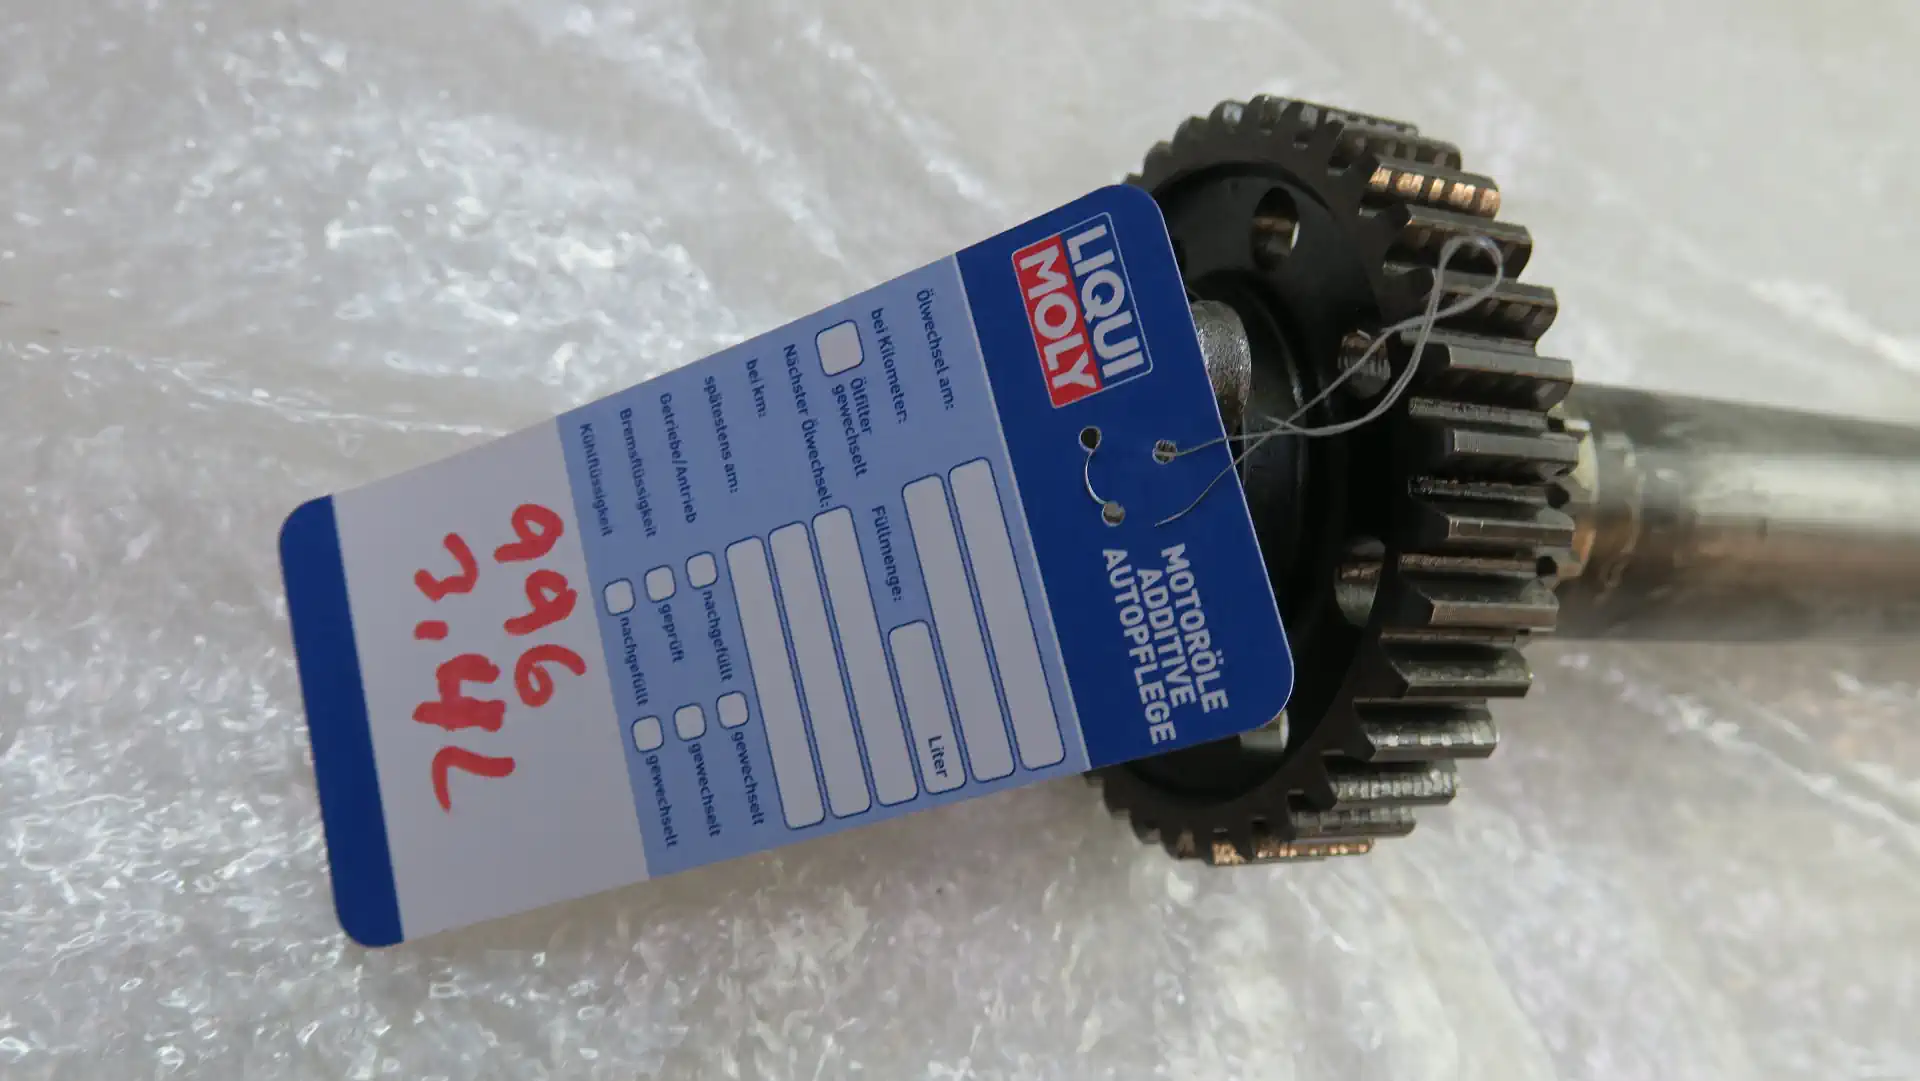 LIQUI
MOLY
MOTORÖLE
ADDITIVE
AUTOPFLEGE
Ölwechsel am:
bei Kilometer:
Ölfilter
gewechselt
Füllmenge:
Liter
Nächster Ölwechsel:
bei km:
spätestens am:
Getriebe/Antrieb
nachgefüllt
gewechselt
Bremsflüssigkeit
geprüft
gewechselt
Kühlflüssigkeit
nachgefüllt
gewechselt
996
3.4L